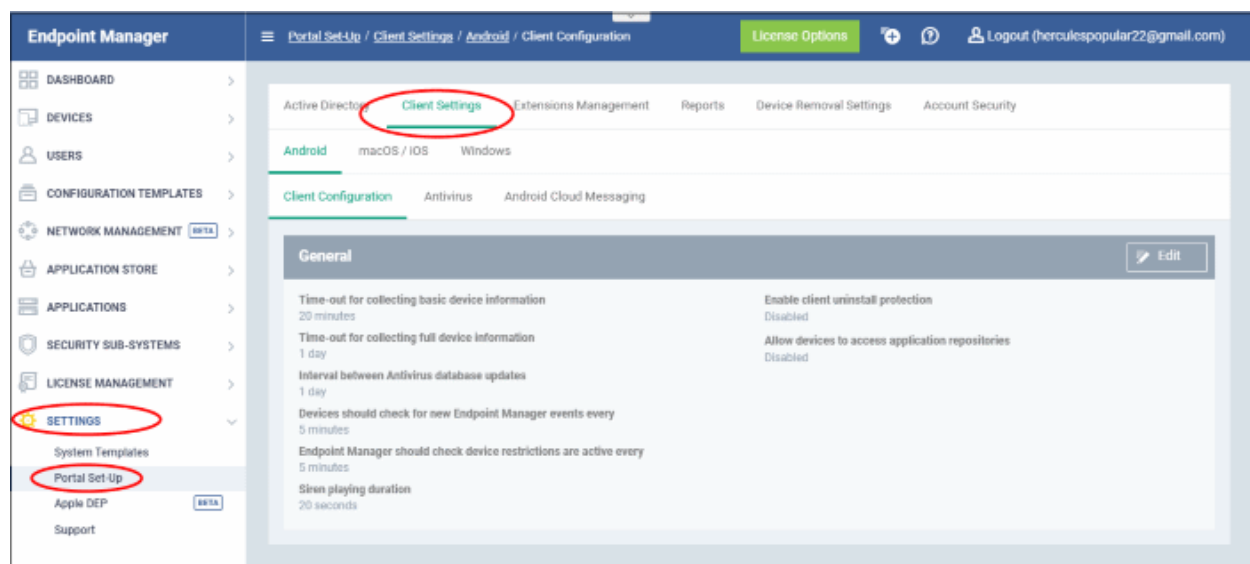 Endpoint Manager
Portal Set-Up / Client Settings / Android / Client Configuration
License Options
Logout (herculespopular22@gmail.com)
DASHBOARD
DEVICES
USERS
CONFIGURATION TEMPLATES
NETWORK MANAGEMENT BETA
APPLICATION STORE
APPLICATIONS
SECURITY SUB-SYSTEMS
LICENSE MANAGEMENT
SETTINGS
System Templates
Portal Set-Up
Apple DEP BETA
Support
Active Directory Client Settings Extensions Management Reports Device Removal Settings Account Security
Android macOS / iOS Windows
Client Configuration Antivirus Android Cloud Messaging
General
Edit
Time-out for collecting basic device information
20 minutes
Time-out for collecting full device information
1 day
Interval between Antivirus database updates
1 day
Devices should check for new Endpoint Manager events every
5 minutes
Endpoint Manager should check device restrictions are active every
5 minutes
Siren playing duration
20 seconds
Enable client uninstall protection
Disabled
Allow devices to access application repositories
Disabled